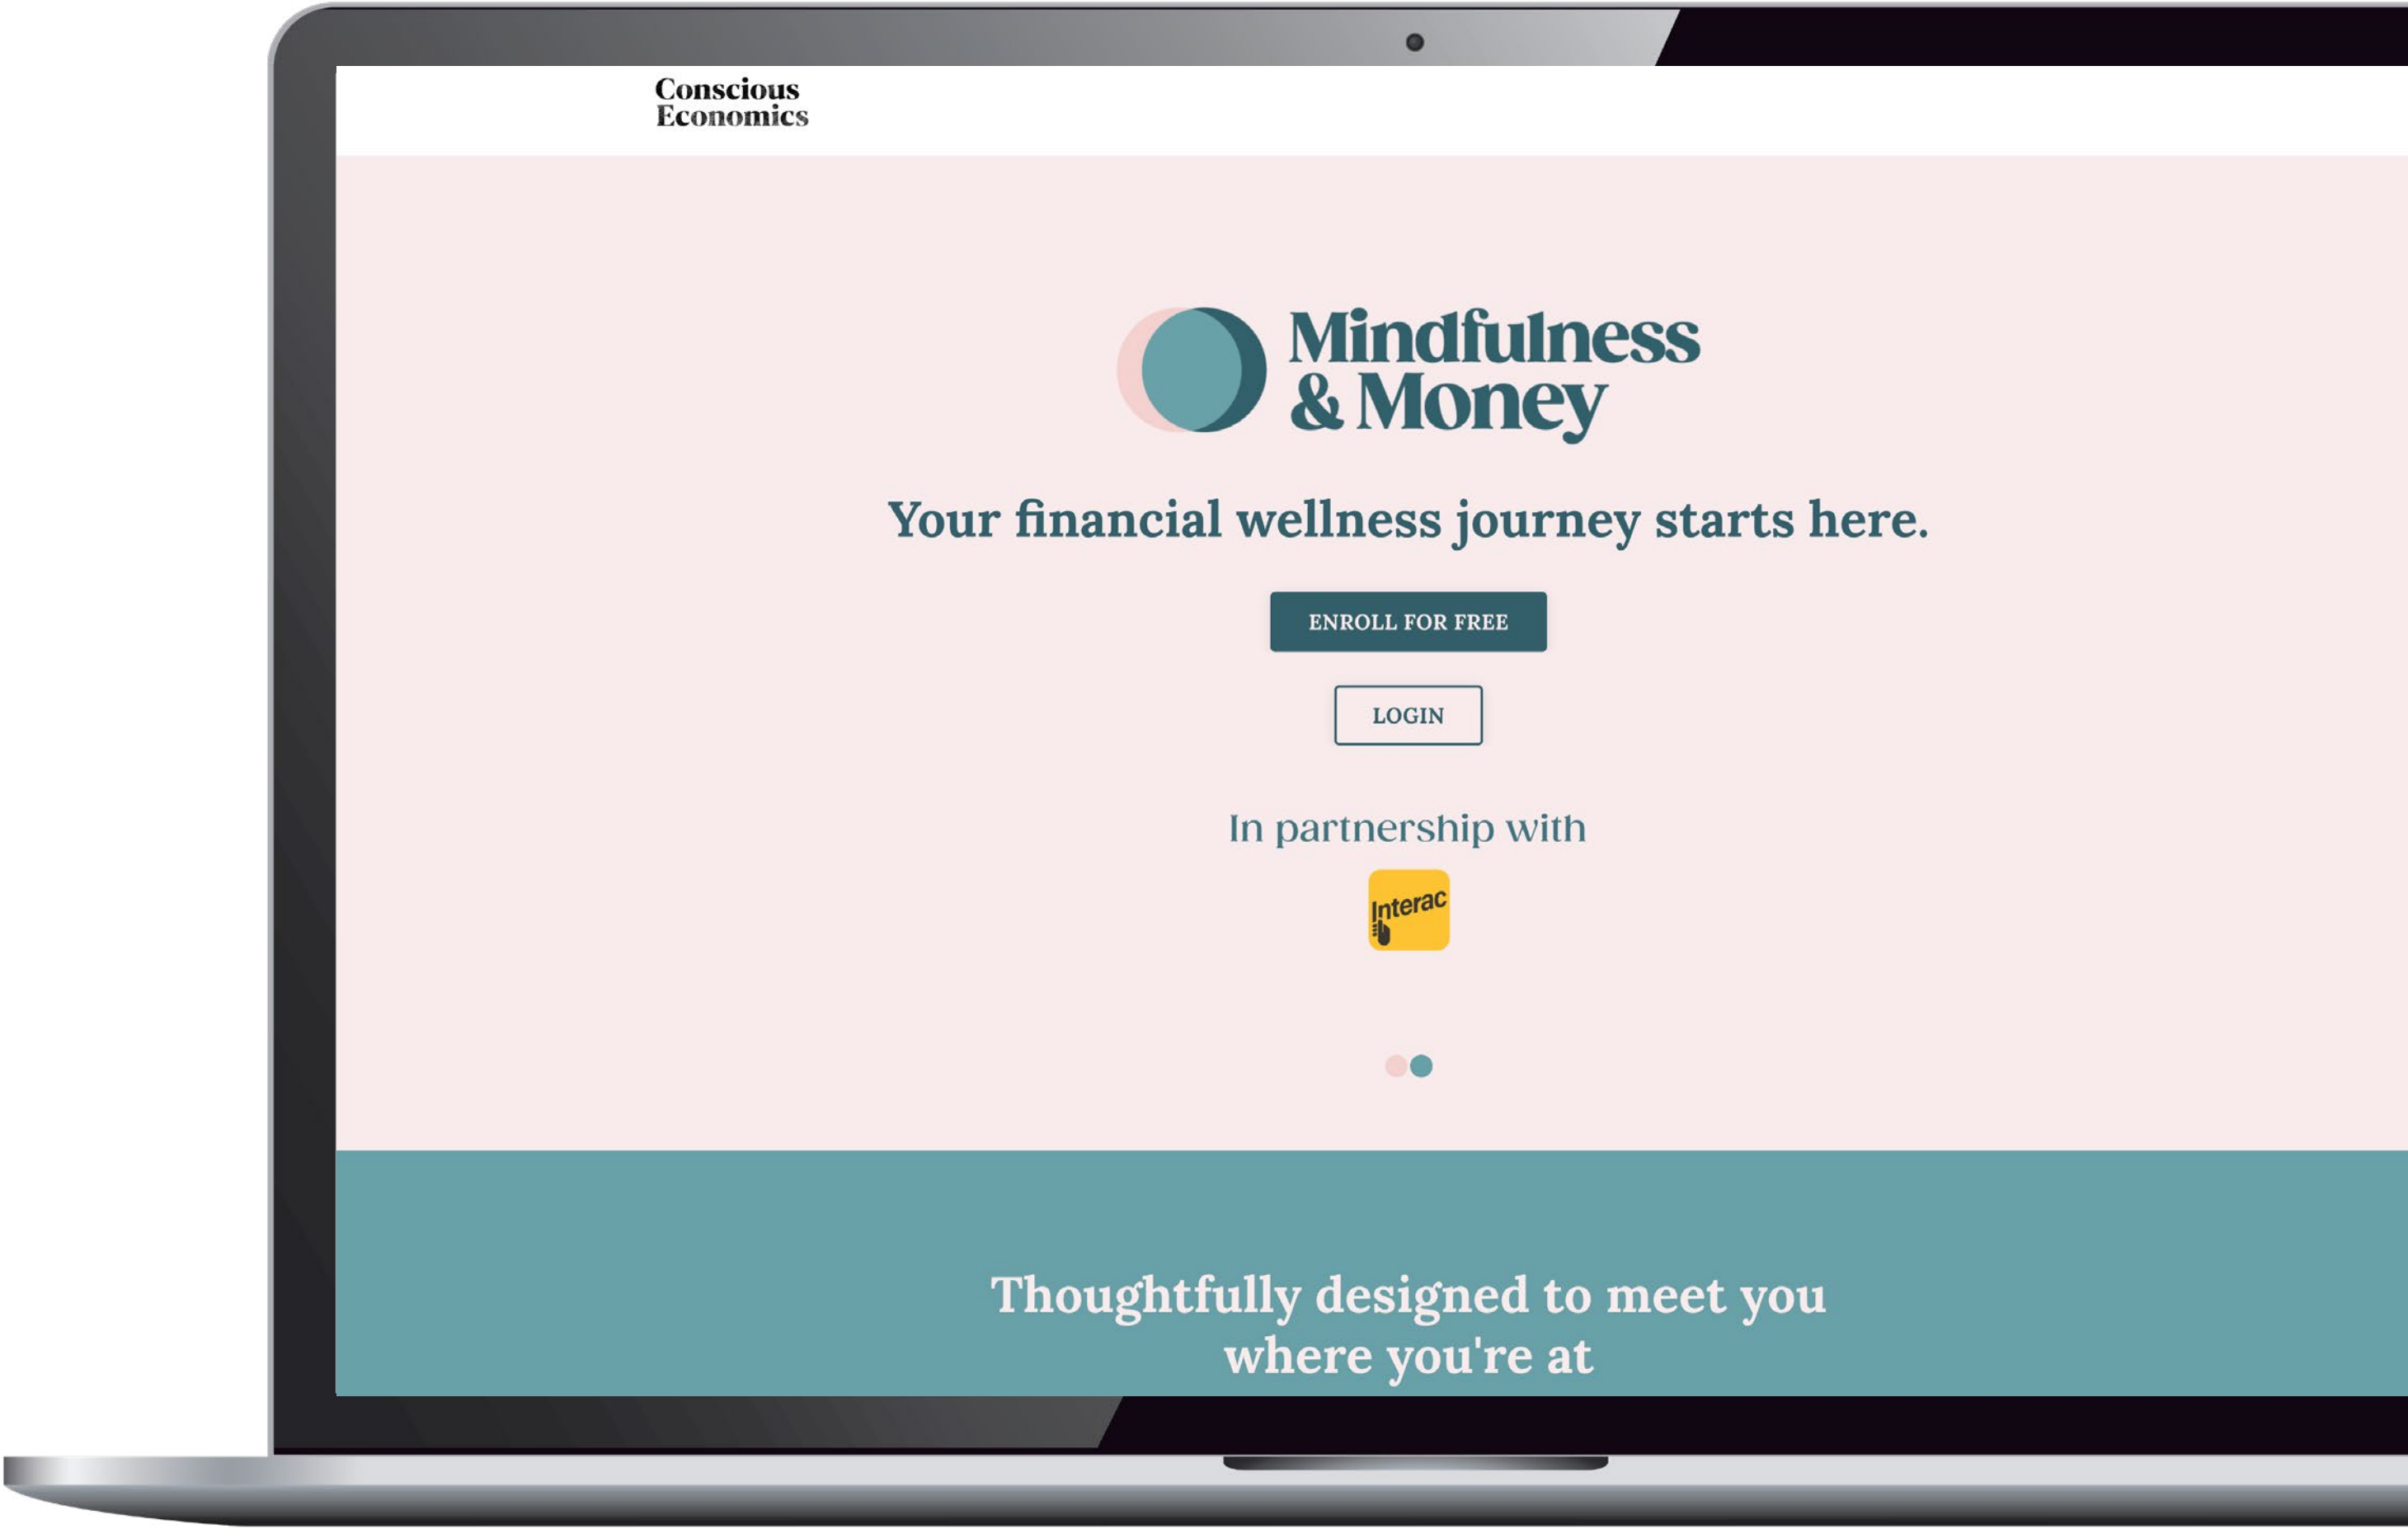 Conscious
Economics
Mindfulness
& Money
Your financial wellness journey starts here.
ENROLL FOR FREE
LOGIN
In partnership with
Interac
Thoughtfully designed to meet you
where you're at